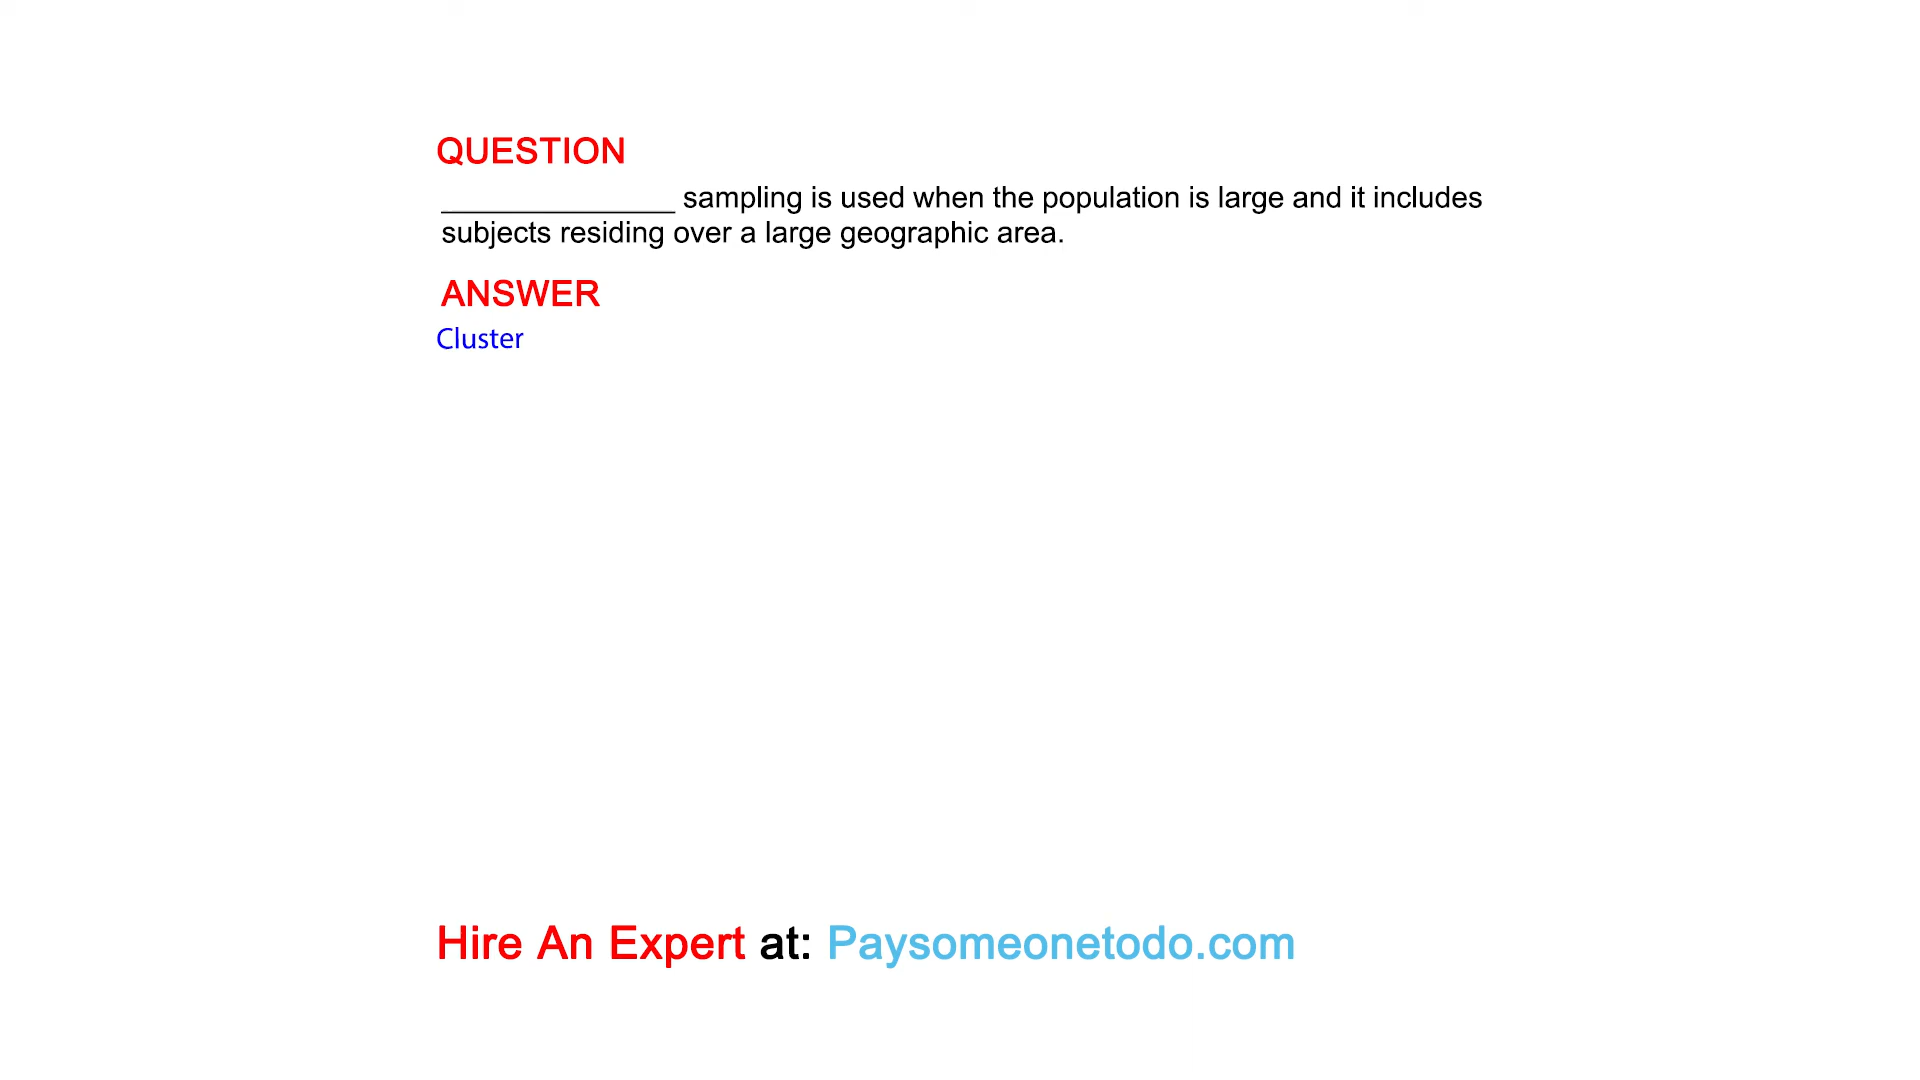 QUESTION
_______________ sampling is used when the population is large and it includes
subjects residing over a large geographic area.
ANSWER
Cluster
Hire An Expert at: Paysomeonetodo.com